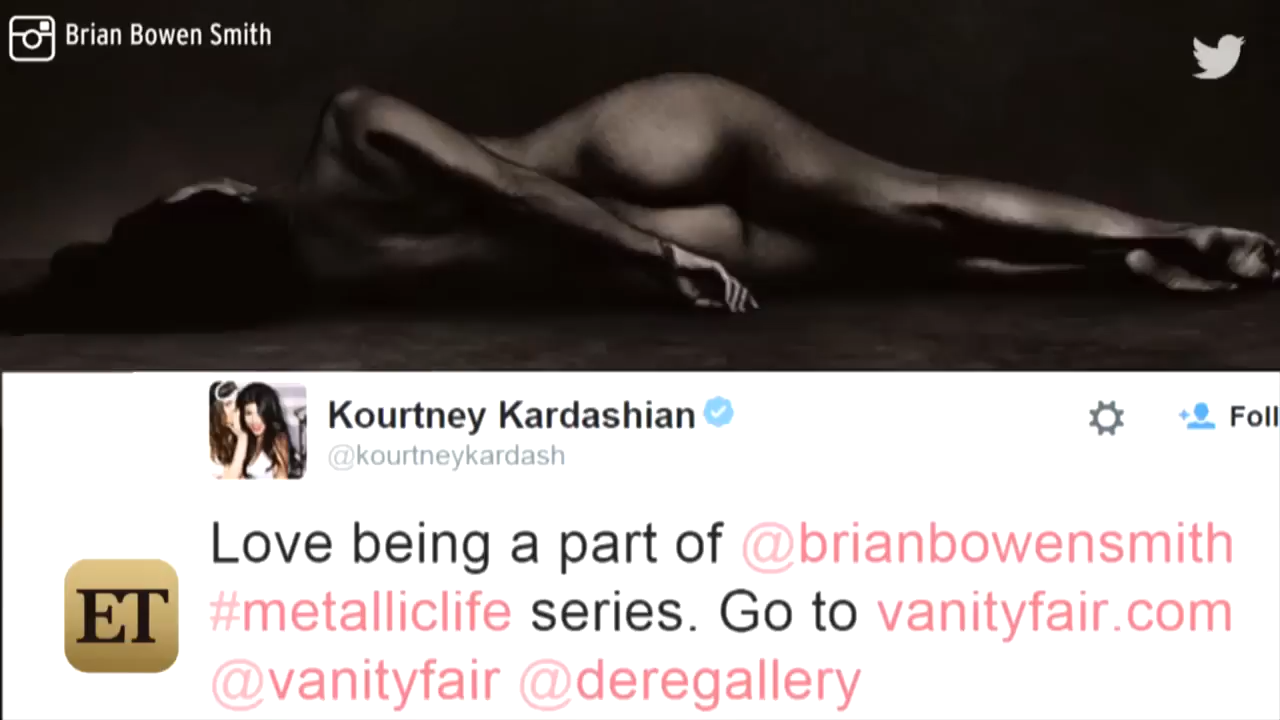 Brian Bowen Smith
Kourtney Kardashian
@kourtneykardash
Foll
Love being a part of @brianbowensmith
#metalliclife series. Go to vanityfair.com
ET
@vanityfair @deregallery